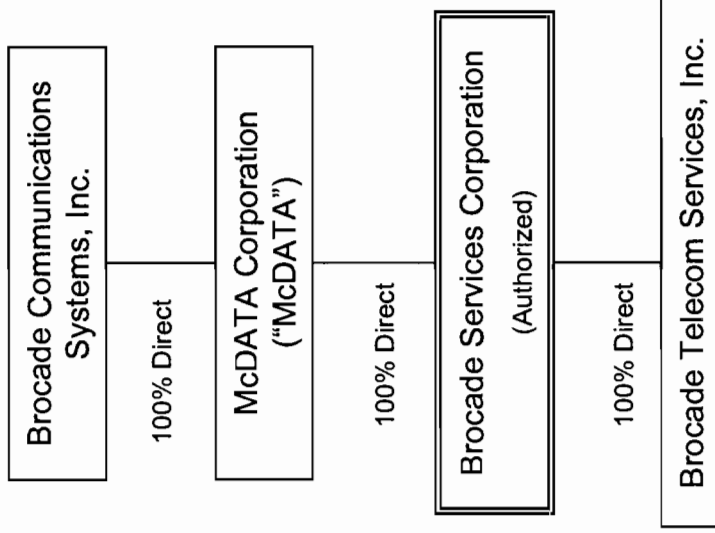 Brocade Communications
Systems, Inc.
100% Direct
McDATA Corporation
(“McDATA”)
100% Direct
Brocade Services Corporation
(Authorized)
100% Direct
Brocade Telecom Services, Inc.